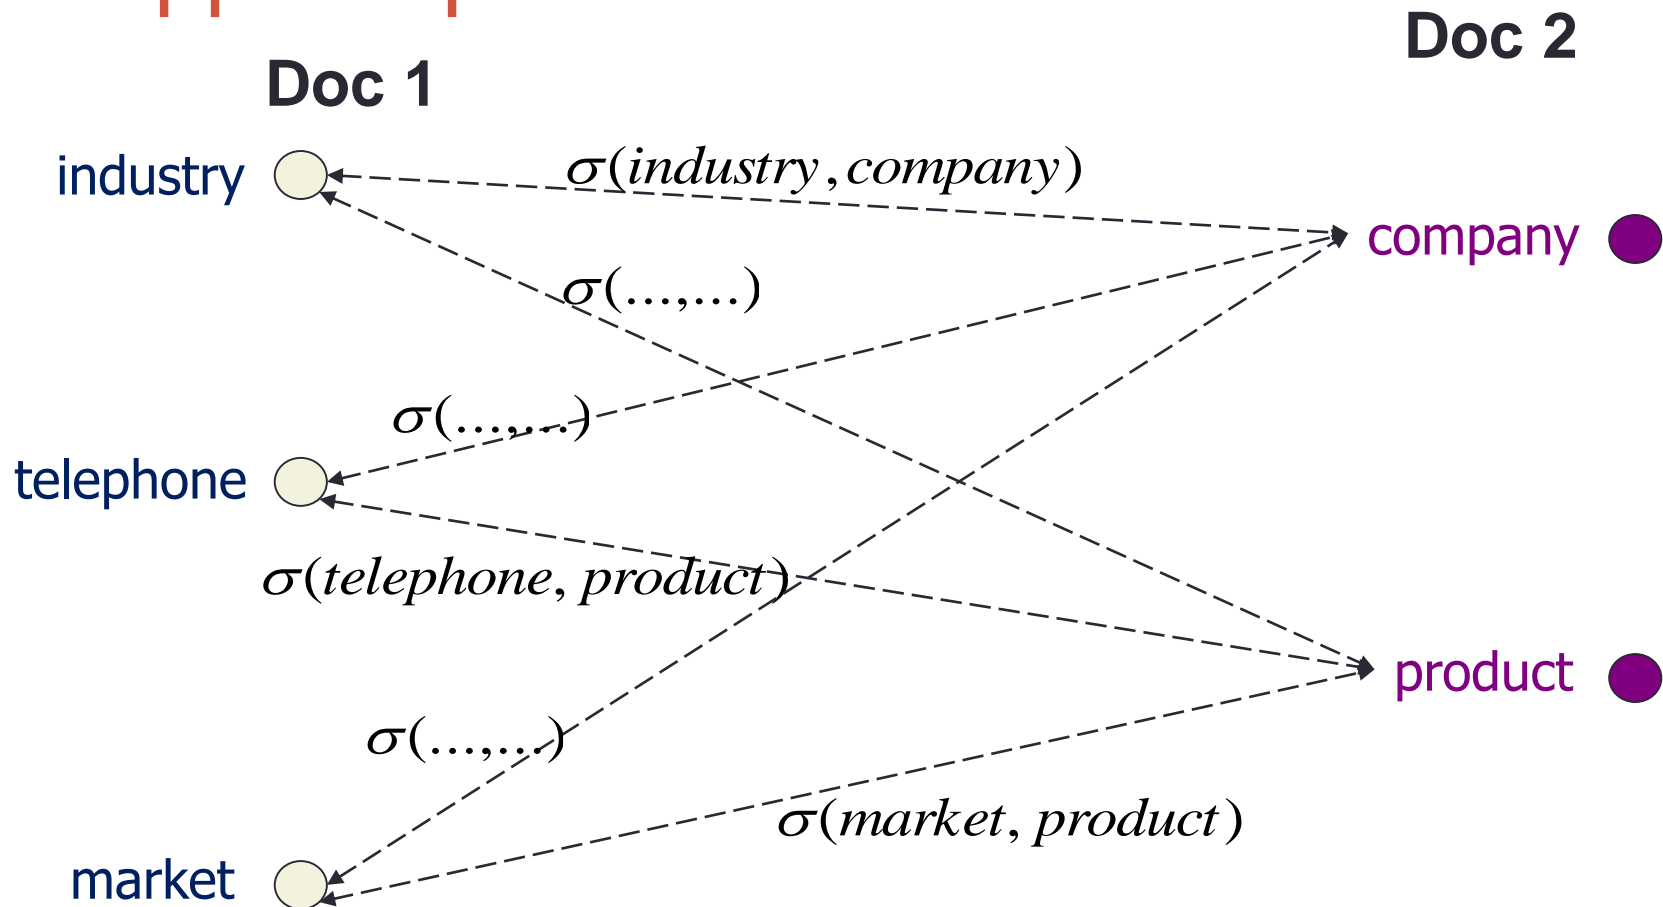 Doc 2
Doc 1
industry
σ(industry,company)
company
σ(...,...)
σ(...,...)
telephone
σ(telephone, product)
product
σ(...,...)
σ(market, product)
market